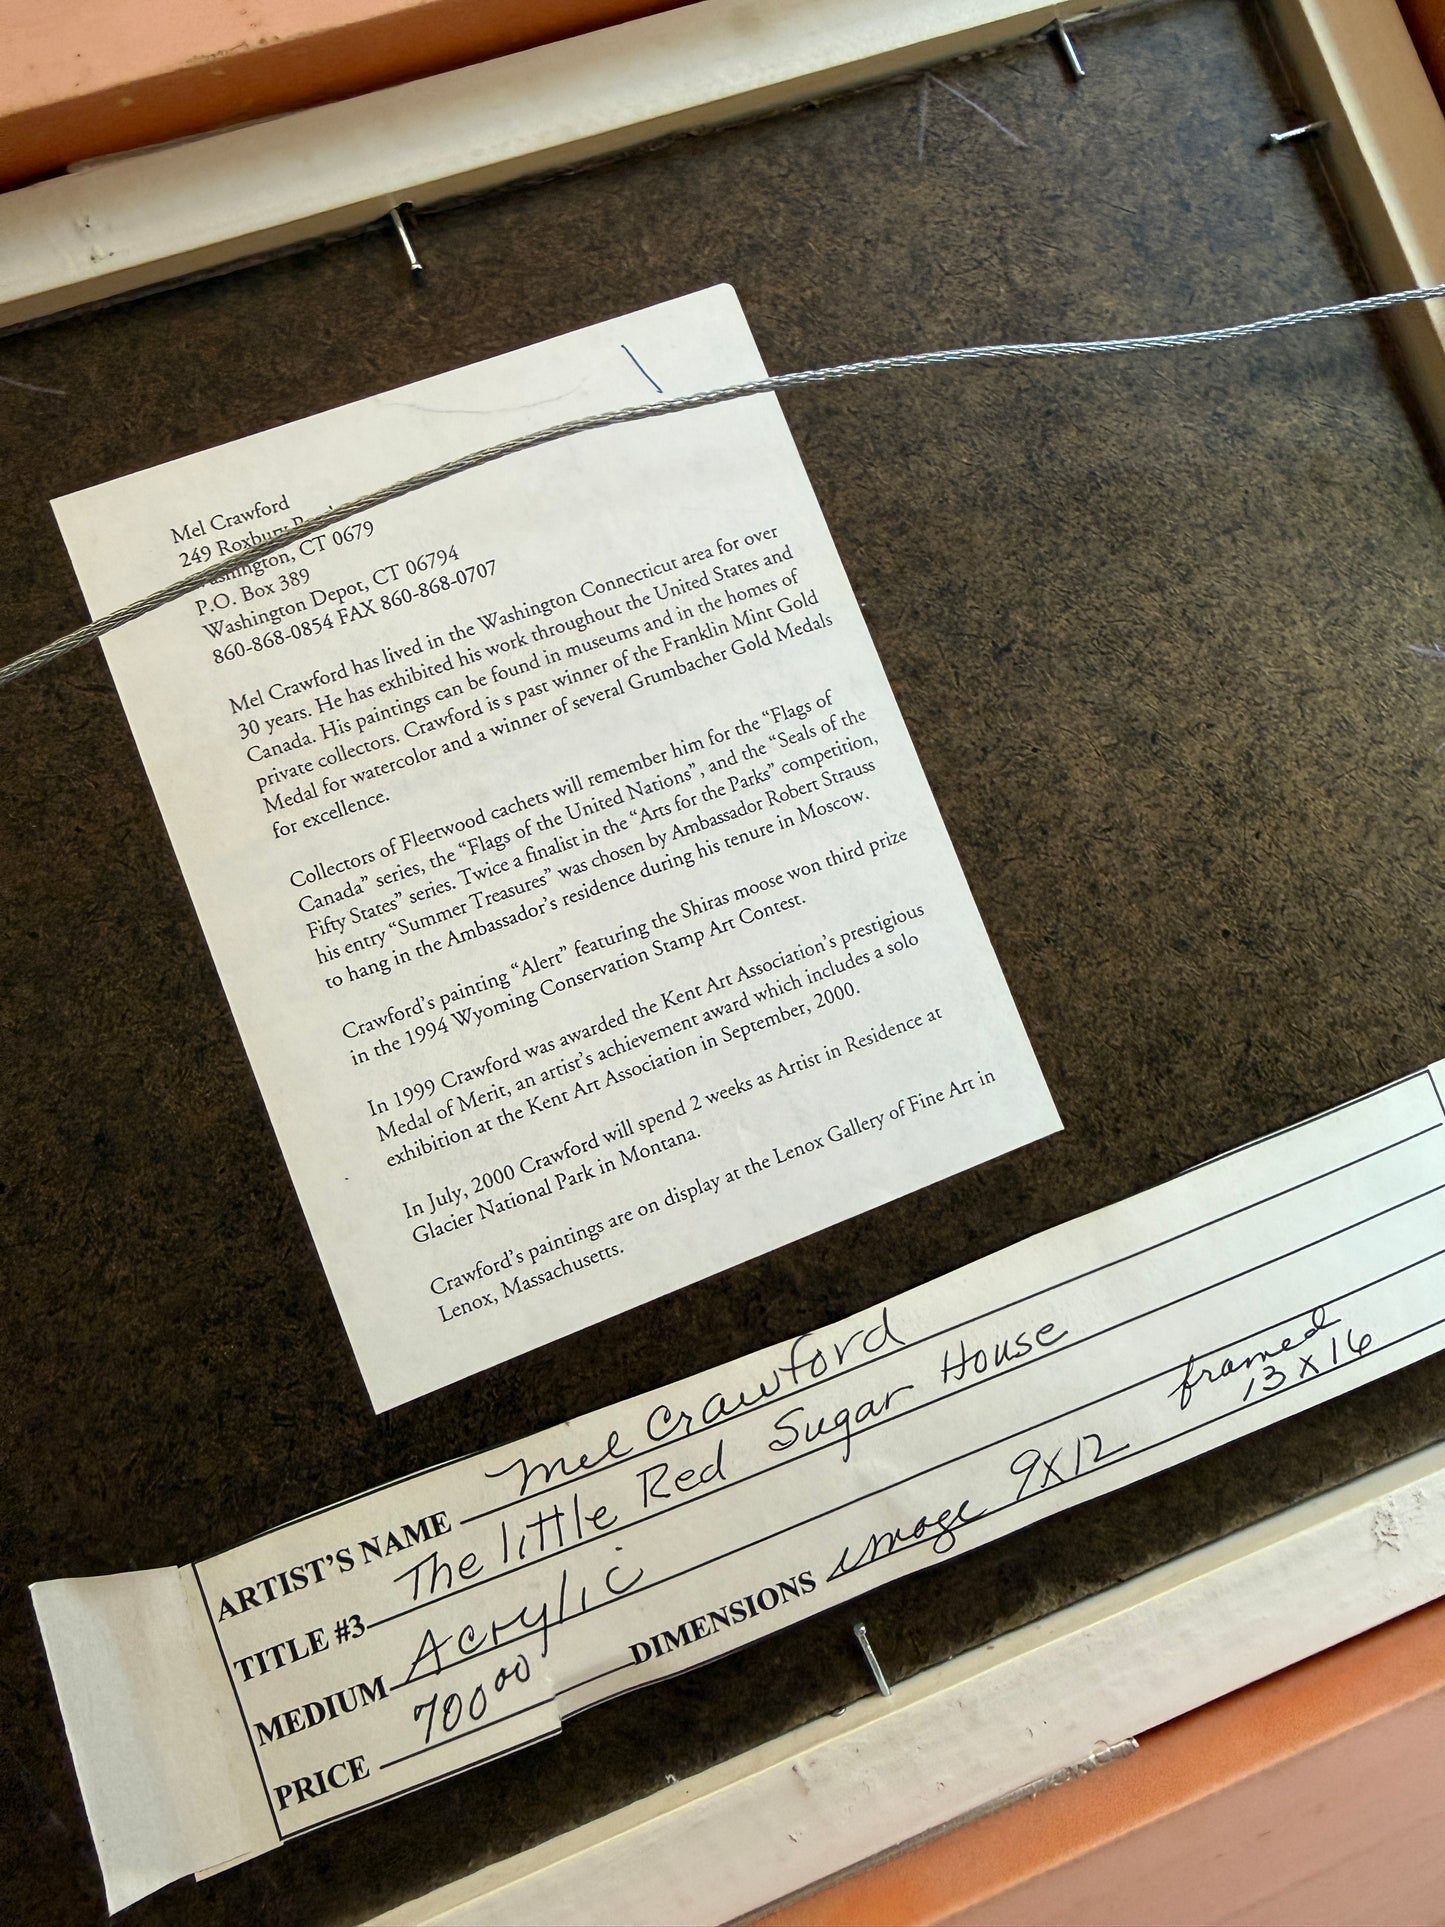 Mel Crawford
249 Roxbury
Washington, CT 0679
P.O. Box 389
Washington Depot, CT 06794
860-868-0854 FAX 860-868-0707
Mel Crawford has lived in the Washington Connecticut area for over
30 years. He has exhibited his work throughout the United States and
Canada. His paintings can be found in museums and in the homes of
private collectors. Crawford is s past winner of the Franklin Mint Gold
Medal for watercolor and a winner of several Grumbacher Gold Medals
for excellence.
Collectors of Fleetwood cachets will remember him for the “Flags of
Canada” series, the “Flags of the United Nations”, and the “Seals of the
Fifty States” series. Twice a finalist in the “Arts for the Parks” competition,
his entry “Summer Treasures” was chosen by Ambassador Robert Strauss
to hang in the Ambassador’s residence during his tenure in Moscow.
Crawford’s painting “Alert” featuring the Shiras moose won third prize
in the 1994 Wyoming Conservation Stamp Art Contest.
In 1999 Crawford was awarded the Kent Art Association’s prestigious
Medal of Merit, an artist’s achievement award which includes a solo
exhibition at the Kent Art Association in September, 2000.
In July, 2000 Crawford will spend 2 weeks as Artist in Residence at
Glacier National Park in Montana.
Crawford’s paintings are on display at the Lenox Gallery of Fine Art in
Lenox, Massachusetts.
ARTIST’S NAME Mel Crawford
TITLE #3 The little Red Sugar House
MEDIUM Acrylic
PRICE 700.00 DIMENSIONS image 9X12 framed
13X16